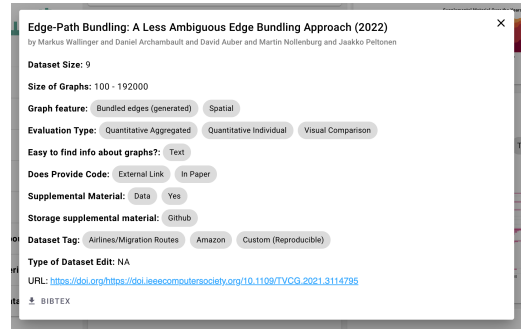 Edge-Path Bundling: A Less Ambiguous Edge Bundling Approach (2022)
by Markus Wallinger and Daniel Archambault and David Auber and Martin Nollenburg and Jaakko Peltonen
Dataset Size: 9
Size of Graphs: 100 - 192000
Graph feature: Bundled edges (generated) Spatial
Evaluation Type: Quantitative Aggregated Quantitative Individual Visual Comparison
Easy to find info about graphs?: Text
Does Provide Code: External Link In Paper
Supplemental Material: Data Yes
Storage supplemental material: Github
Dataset Tag: Airlines/Migration Routes Amazon Custom (Reproducible)
Type of Dataset Edit: NA
URL: https://doi.org/https://doi.ieeecomputersociety.org/10.1109/TVCG.2021.3114795
BIBTEX